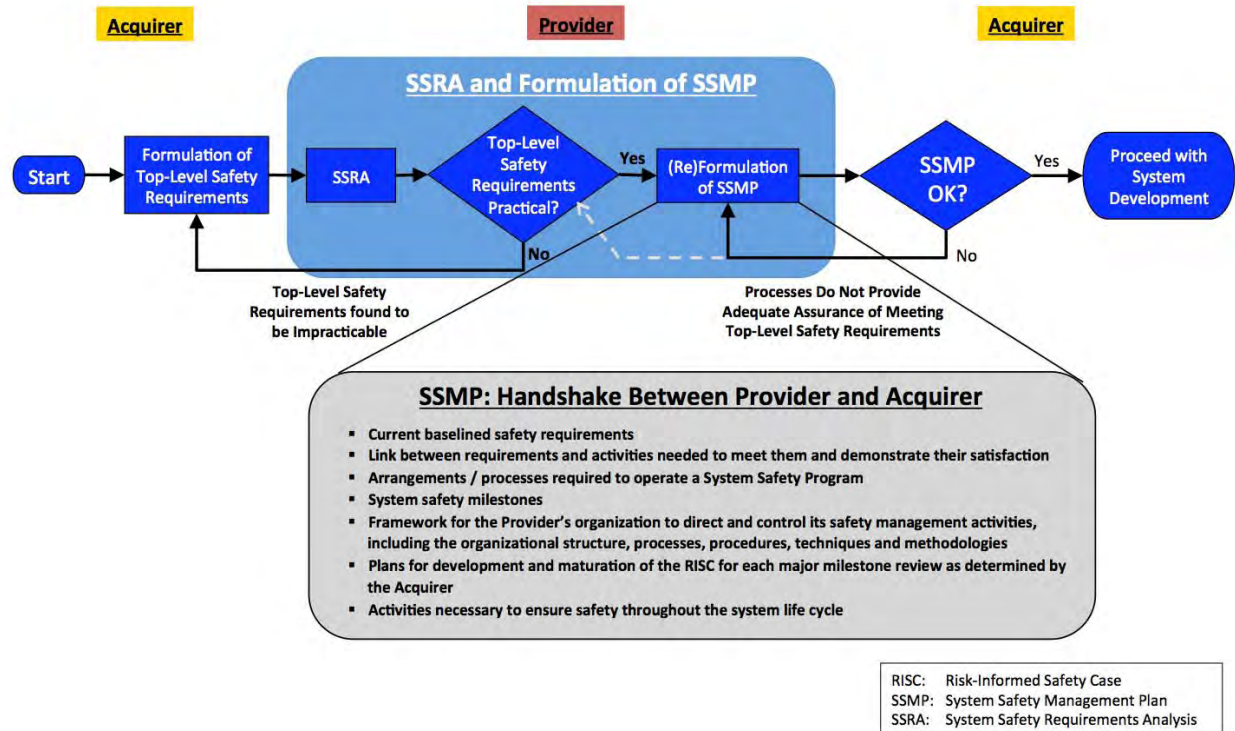 Acquirer
Provider
Acquirer
SSRA and Formulation of SSMP
Start
Formulation of
Top-Level Safety
Requirements
SSRA
Top-Level
Safety
Requirements
Practical?
Yes
No
(Re)Formulation
of SSMP
SSMP
OK?
Yes
No
Proceed with
System
Development
Top-Level Safety
Requirements found to
be Impracticable
Processes Do Not Provide
Adequate Assurance of Meeting
Top-Level Safety Requirements
SSMP: Handshake Between Provider and Acquirer
▪ Current baselined safety requirements
▪ Link between requirements and activities needed to meet them and demonstrate their satisfaction
▪ Arrangements / processes required to operate a System Safety Program
▪ System safety milestones
▪ Framework for the Provider's organization to direct and control its safety management activities,
including the organizational structure, processes, procedures, techniques and methodologies
▪ Plans for development and maturation of the RISC for each major milestone review as determined by
the Acquirer
▪ Activities necessary to ensure safety throughout the system life cycle
RISC: Risk-Informed Safety Case
SSMP: System Safety Management Plan
SSRA: System Safety Requirements Analysis